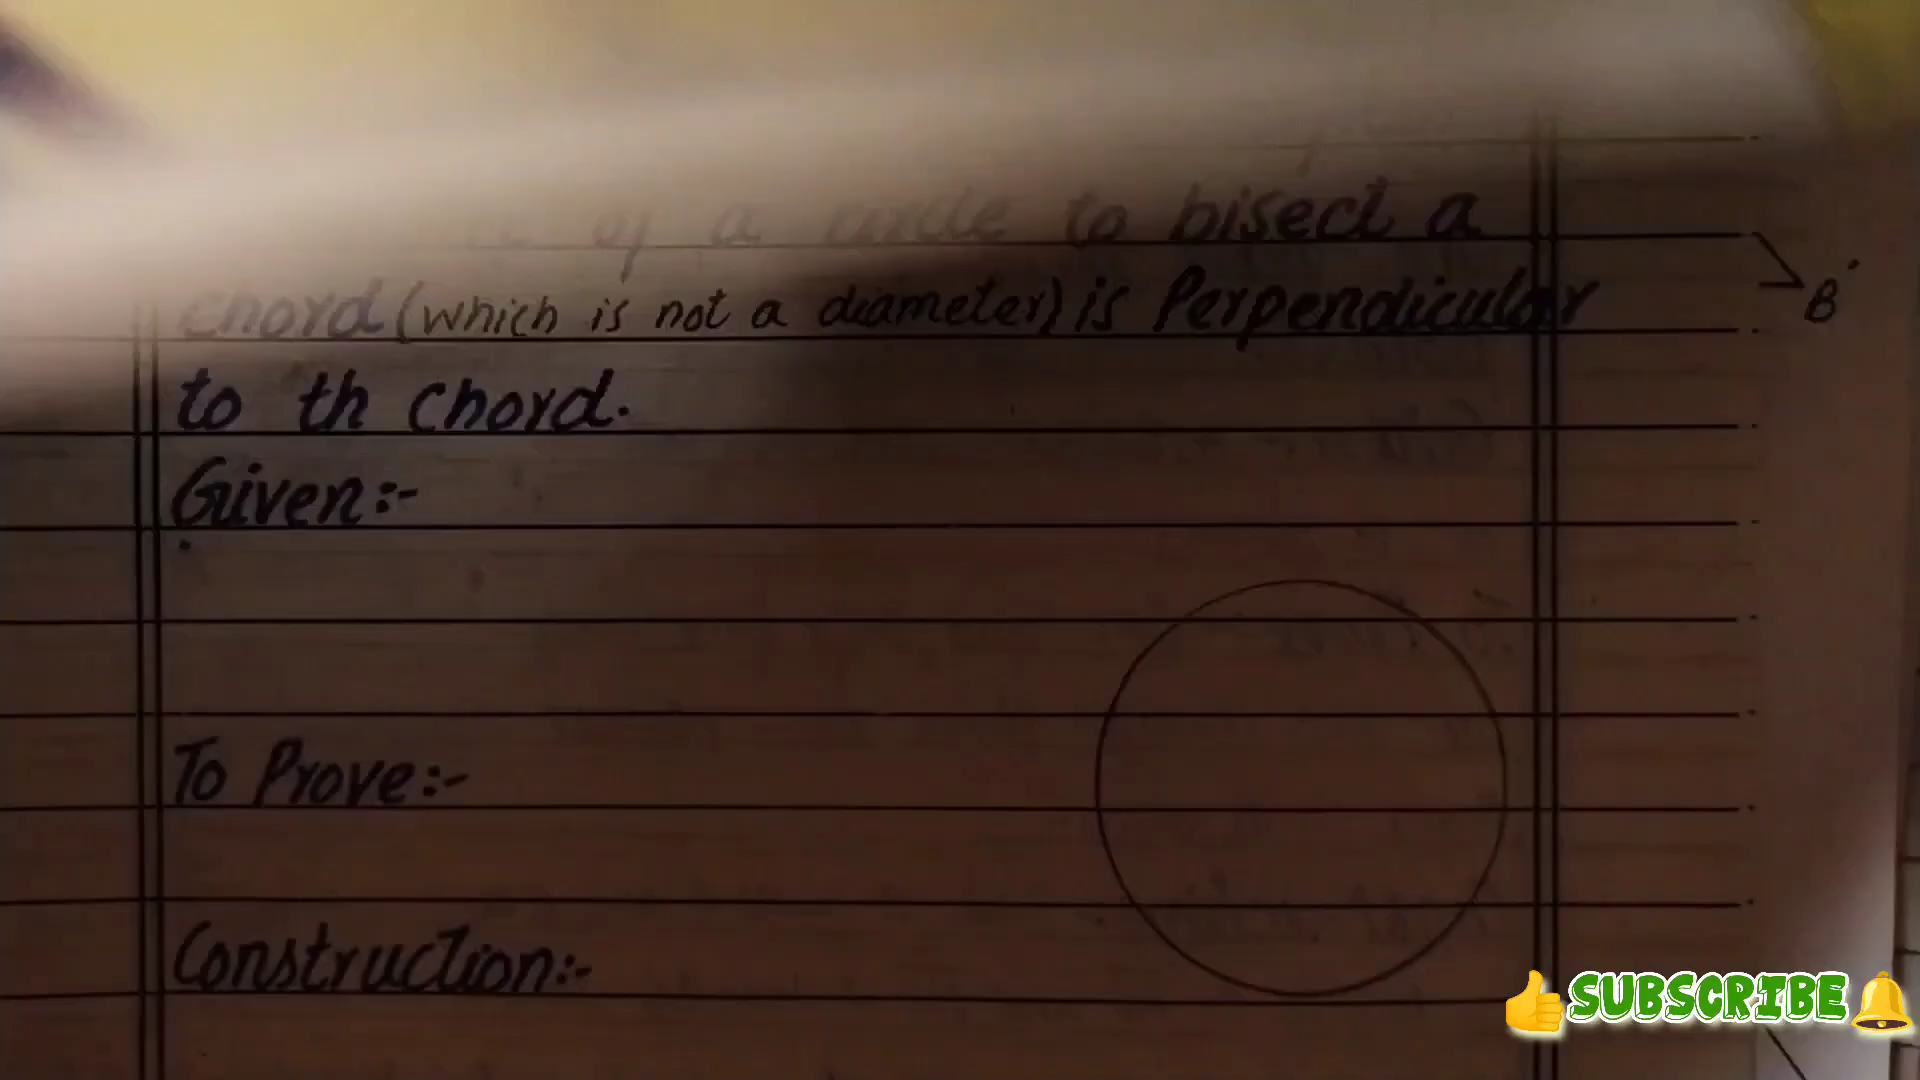 of a circle to bisect a
chord (which is not a diameter) is Perpendicular
to th chord.
Given:-
To Prove:-
Construction:-
B
SUBSCRIBE